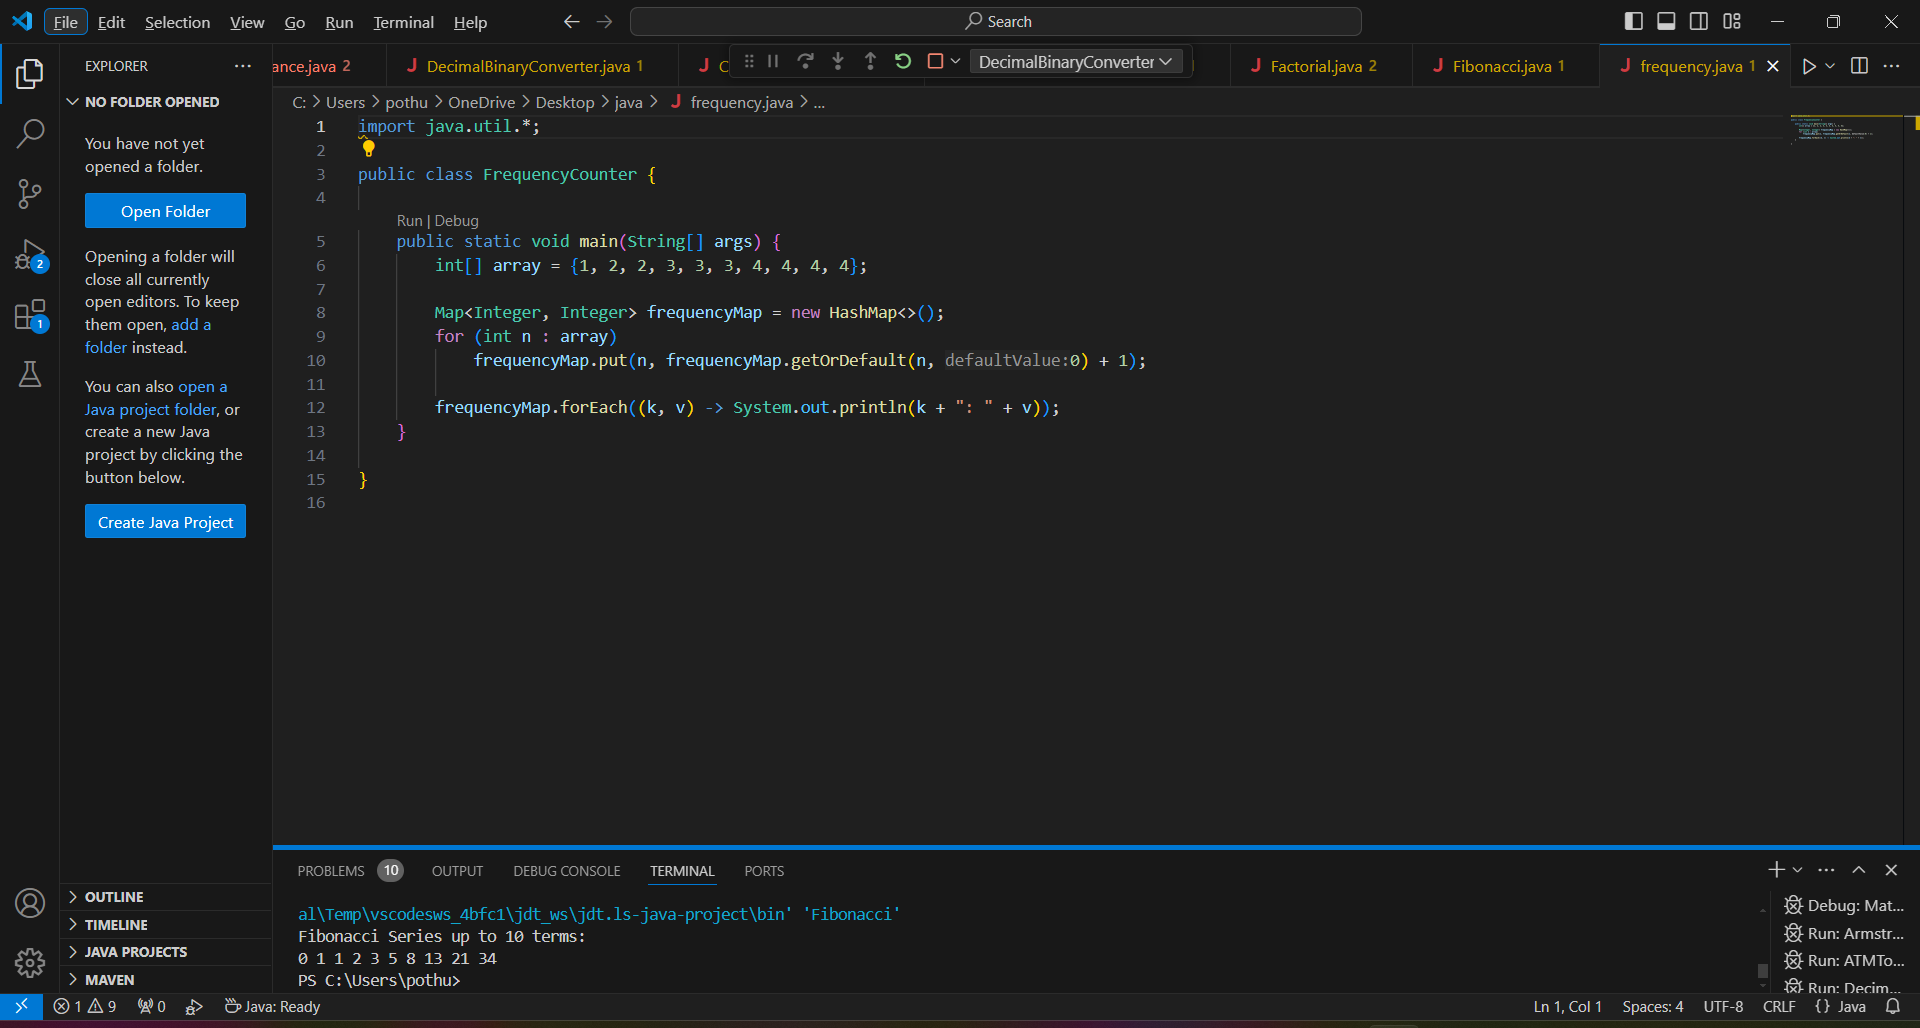 File Edit Selection View Go Run Terminal Help
Search
EXPLORER
NO FOLDER OPENED
You have not yet
opened a folder.
Open Folder
Opening a folder will
close all currently
open editors. To keep
them open, add a
folder instead.
You can also open a
Java project folder, or
create a new Java
project by clicking the
button below.
Create Java Project
OUTLINE
TIMELINE
JAVA PROJECTS
MAVEN
2
1
ance.java 2
J DecimalBinaryConverter.java 1
J C
DecimalBinaryConverter
J Factorial.java 2
J Fibonacci.java 1
J frequency.java 1
C: > Users > pothu > OneDrive > Desktop > java > J frequency.java > ...
1 import java.util.*;
2
3 public class FrequencyCounter {
4
Run | Debug
5 public static void main(String[] args) {
6 int[] array = {1, 2, 2, 3, 3, 3, 4, 4, 4, 4};
7
8 Map<Integer, Integer> frequencyMap = new HashMap<>();
9 for (int n : array)
10 frequencyMap.put(n, frequencyMap.getOrDefault(n, defaultValue:0) + 1);
11
12 frequencyMap.forEach((k, v) -> System.out.println(k + ": " + v));
13 }
14
15 }
16
PROBLEMS 10 OUTPUT DEBUG CONSOLE TERMINAL PORTS
al\Temp\vscodesws_4bfc1\jdt_ws\jdt.ls-java-project\bin' 'Fibonacci'
Fibonacci Series up to 10 terms:
0 1 1 2 3 5 8 13 21 34
PS C:\Users\pothu>
Debug: Mat...
Run: Armstr...
Run: ATMTo...
Run: Decim...
1 9 0 Java: Ready
Ln 1, Col 1 Spaces: 4 UTF-8 CRLF {} Java